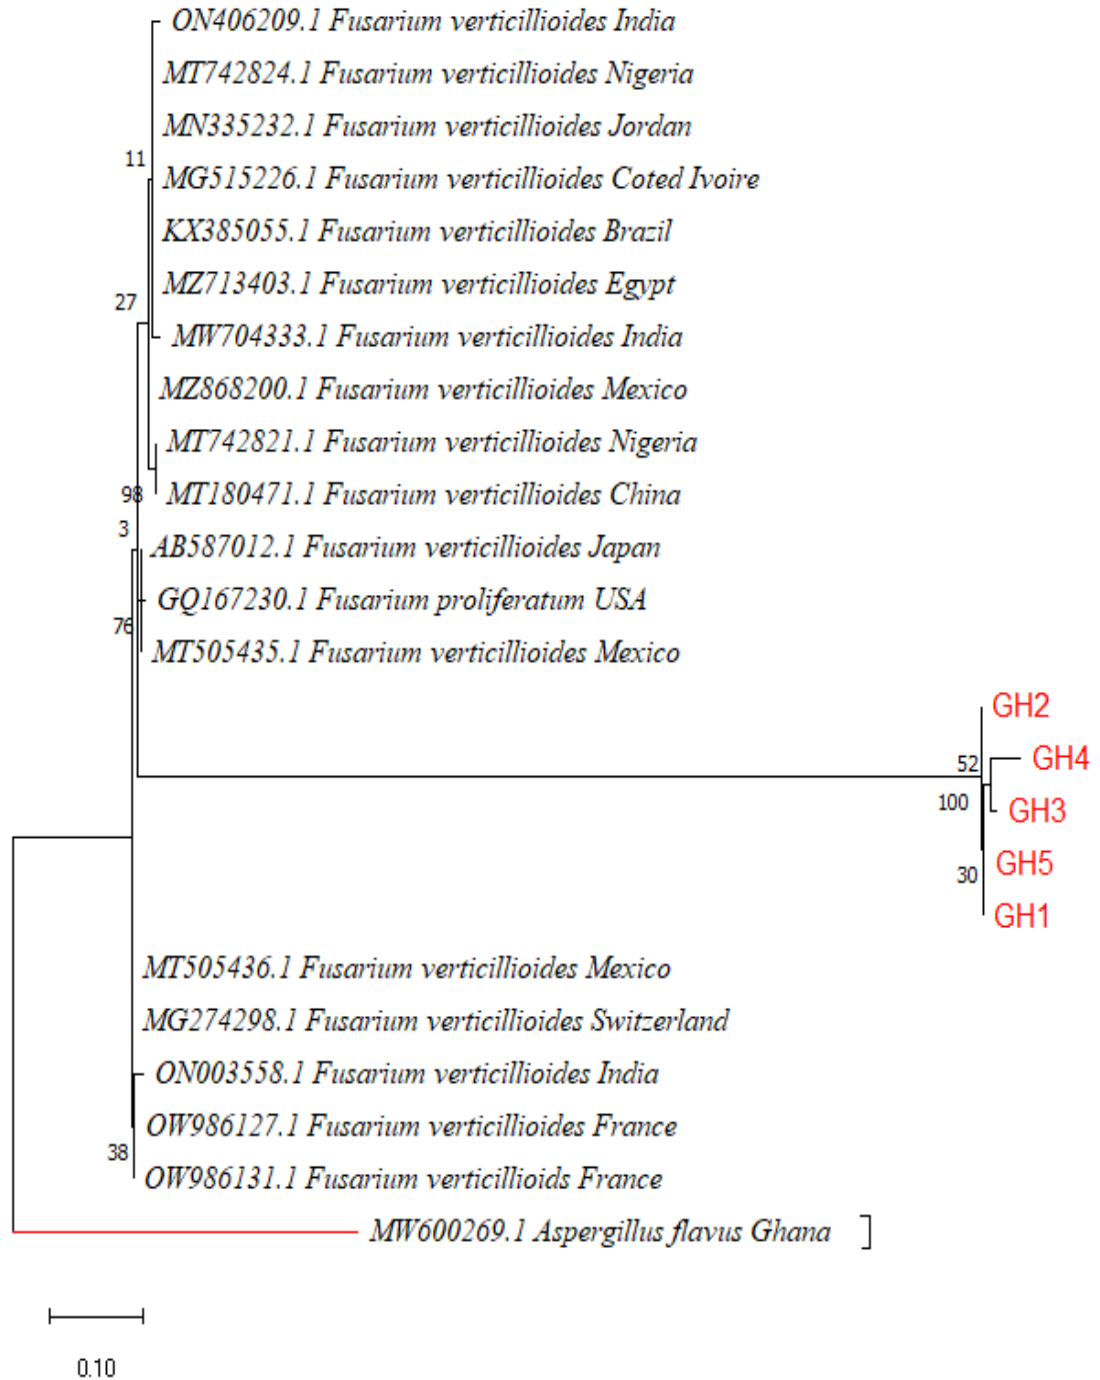 ON406209.1 Fusarium verticillioides India
MT742824.1 Fusarium verticillioides Nigeria
MN335232.1 Fusarium verticillioides Jordan
11
MG515226.1 Fusarium verticillioides Coted Ivoire
KX385055.1 Fusarium verticillioides Brazil
MZ713403.1 Fusarium verticillioides Egypt
27
MW704333.1 Fusarium verticillioides India
MZ868200.1 Fusarium verticillioides Mexico
MT742821.1 Fusarium verticillioides Nigeria
98
MT180471.1 Fusarium verticillioides China
3
AB587012.1 Fusarium verticillioides Japan
GQ167230.1 Fusarium proliferatum USA
76
MT505435.1 Fusarium verticillioides Mexico
GH2
52
GH4
100
GH3
GH5
30
GH1
MT505436.1 Fusarium verticillioides Mexico
MG274298.1 Fusarium verticillioides Switzerland
ON003558.1 Fusarium verticillioides India
OW986127.1 Fusarium verticillioides France
38
OW986131.1 Fusarium verticillioids France
MW600269.1 Aspergillus flavus Ghana
0.10